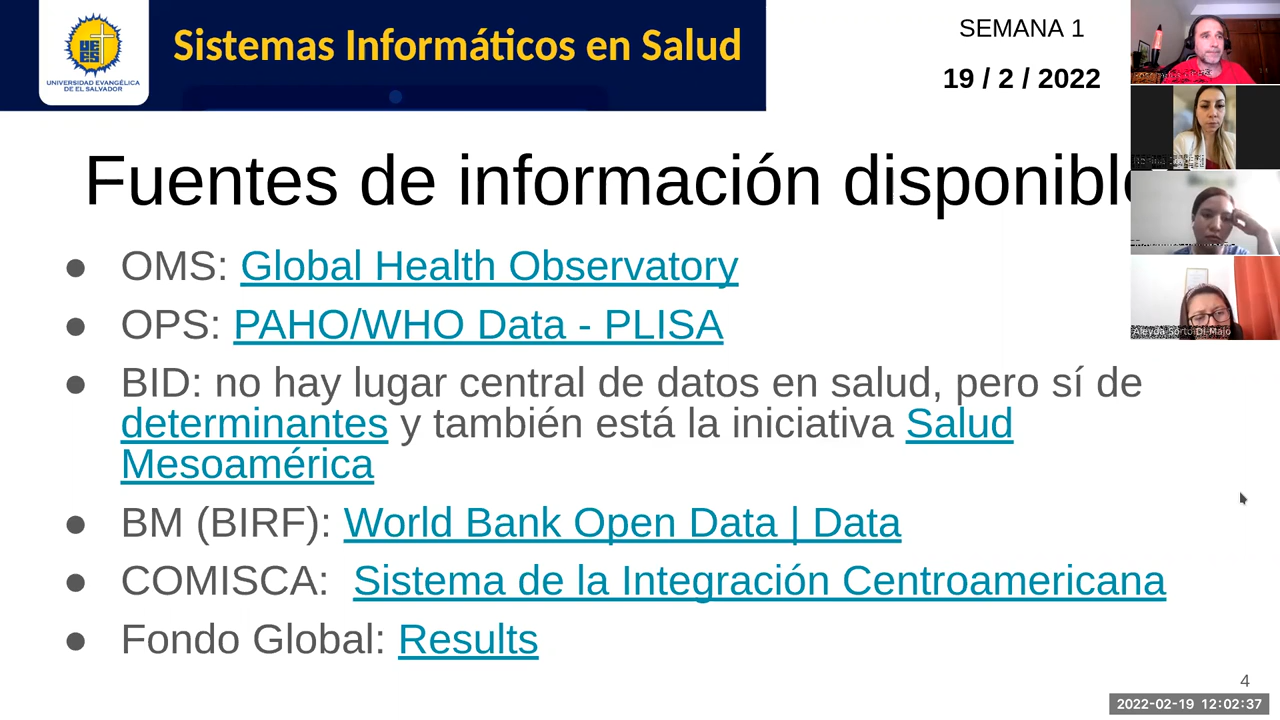 UNIVERSIDAD EVANGÉLICA
DE EL SALVADOR
Sistemas Informáticos en Salud
SEMANA 1
19 / 2 / 2022
Fuentes de información disponibl
● OMS: Global Health Observatory
● OPS: PAHO/WHO Data - PLISA
● BID: no hay lugar central de datos en salud, pero sí de
determinantes y también está la iniciativa Salud
Mesoamérica
● BM (BIRF): World Bank Open Data | Data
● COMISCA: Sistema de la Integración Centroamericana
● Fondo Global: Results
Aleyda Sorto Di Majo
4
2022-02-19 12:02:37